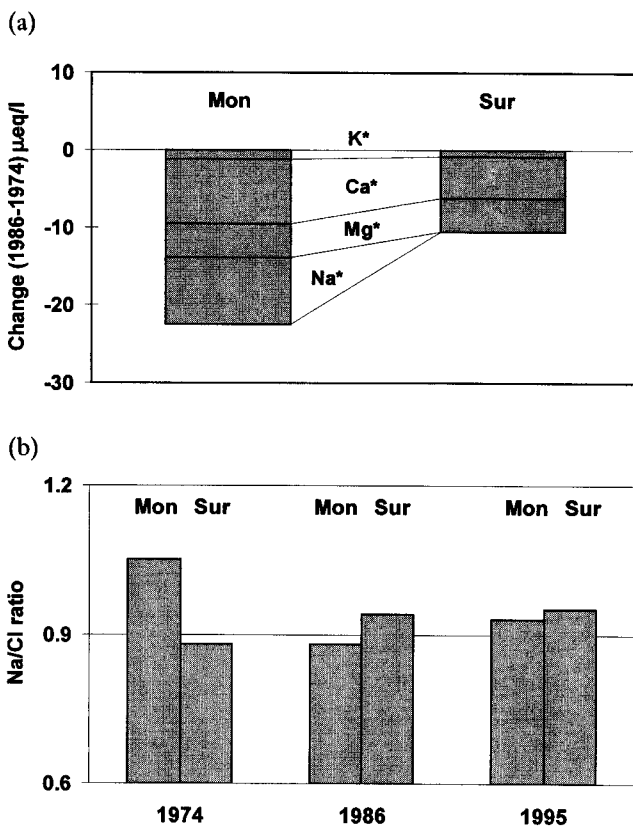 (a)
Change (1986-1974) µeq/l
10
0
-10
-20
-30
Mon
Sur
K*
Ca*
Mg*
Na*
(b)
Na/Cl ratio
1.2
0.9
0.6
Mon Sur
Mon Sur
Mon Sur
1974
1986
1995